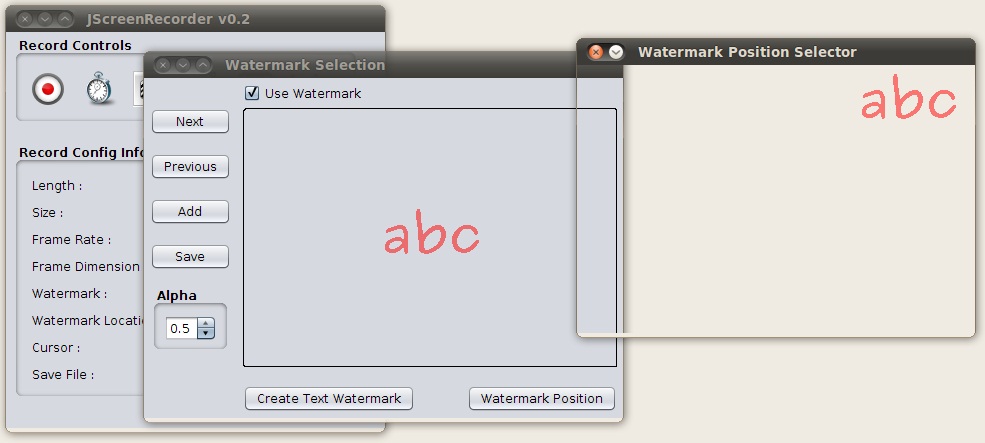 JScreenRecorder v0.2
Record Controls
Record Config Info
Length :
Size :
Frame Rate :
Frame Dimension
Watermark :
Watermark Locati
Cursor :
Save File :
Watermark Selection
Use Watermark
Next
Previous
Add
Save
Alpha
0.5
abc
Create Text Watermark
Watermark Position
Watermark Position Selector
abc